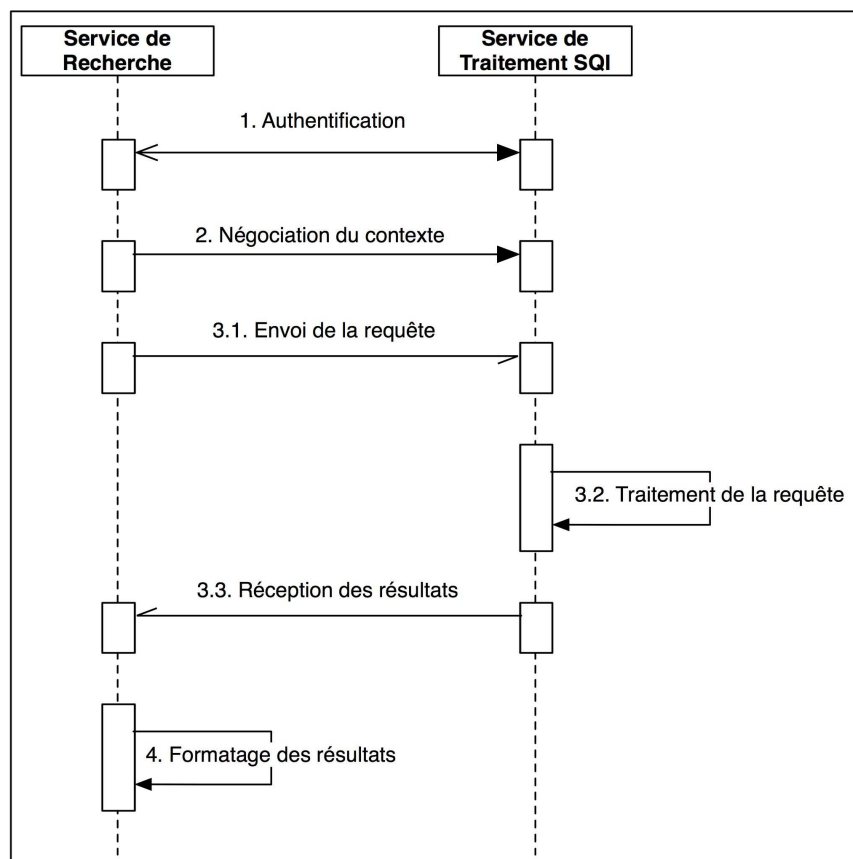 Service de
Recherche
Service de
Traitement SQI
1. Authentification
2. Négociation du contexte
3.1. Envoi de la requête
3.2. Traitement de la requête
3.3. Réception des résultats
4. Formatage des résultats